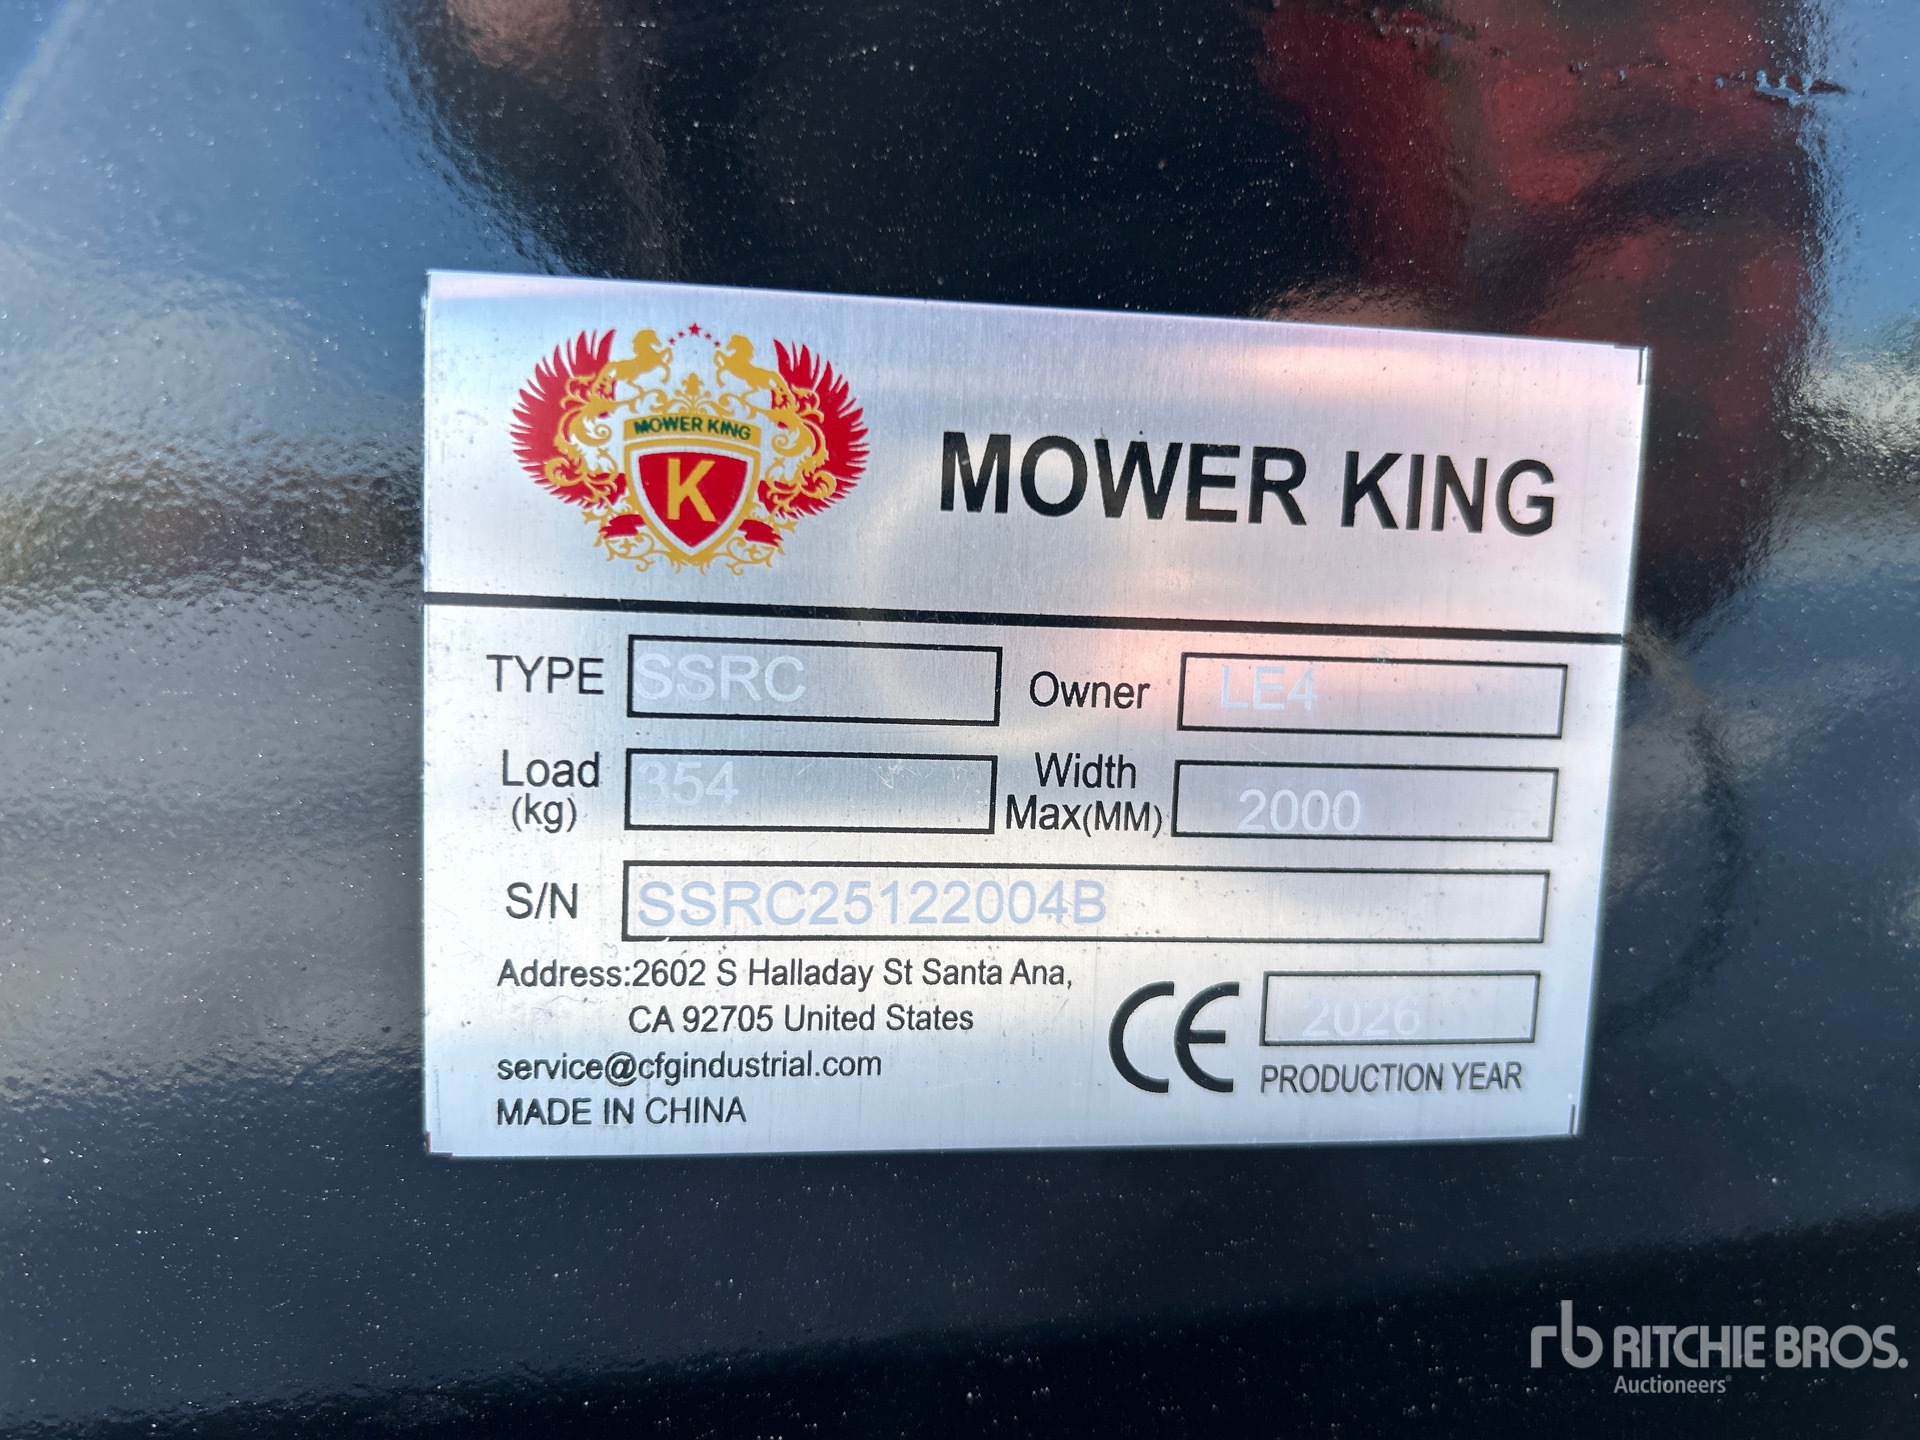 MOWER KING
K
MOWER KING
TYPE SSRC Owner LE4
Load (kg) 354 Width Max(MM) 2000
S/N SSRC25122004B
Address:2602 S Halladay St Santa Ana,
CA 92705 United States
service@cfgindustrial.com
MADE IN CHINA
CE 2026
PRODUCTION YEAR
rb RITCHIE BROS.
Auctioneers